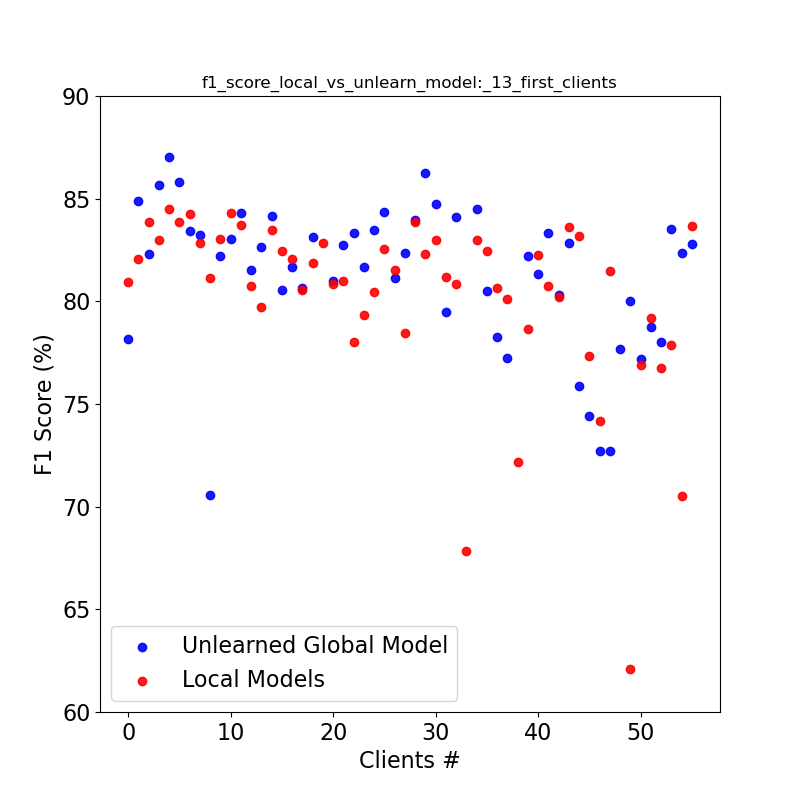 f1_score_local_vs_unlearn_model:_13_first_clients
90
85
80
75
70
65
60
F1 Score (%)
Unlearned Global Model
Local Models
0 10 20 30 40 50
Clients #